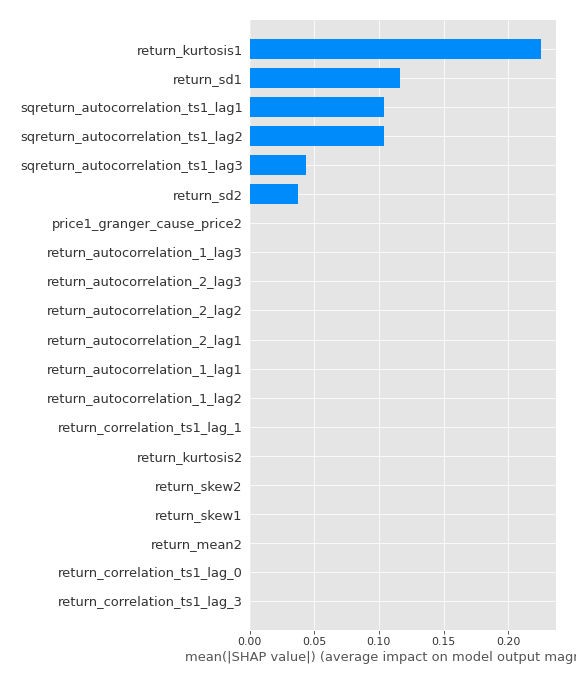 return_kurtosis1
return_sd1
sqreturn_autocorrelation_ts1_lag1
sqreturn_autocorrelation_ts1_lag2
sqreturn_autocorrelation_ts1_lag3
return_sd2
price1_granger_cause_price2
return_autocorrelation_1_lag3
return_autocorrelation_2_lag3
return_autocorrelation_2_lag2
return_autocorrelation_2_lag1
return_autocorrelation_1_lag1
return_autocorrelation_1_lag2
return_correlation_ts1_lag_1
return_kurtosis2
return_skew2
return_skew1
return_mean2
return_correlation_ts1_lag_0
return_correlation_ts1_lag_3
0.00 0.05 0.10 0.15 0.20
mean(|SHAP value|) (average impact on model output magr